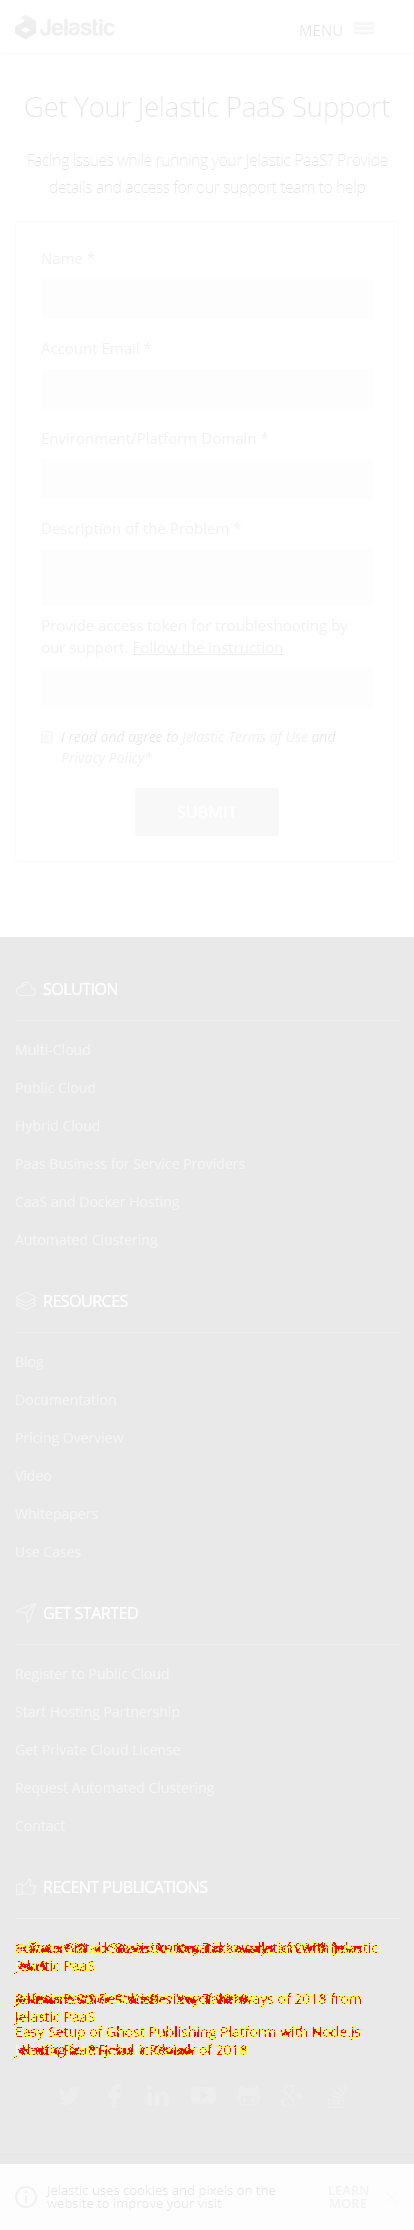 Jelastic
MENU
Get Your Jelastic PaaS Support
Facing issues while running your Jelastic PaaS? Provide
details and access for our support team to help
Name *
Account Email *
Environment/Platform Domain *
Description of the Problem *
Provide access token for troubleshooting by
our support. Follow the instruction
I read and agree to Jelastic Terms of Use and
Privacy Policy*
SUBMIT
SOLUTION
Multi-Cloud
Public Cloud
Hybrid Cloud
Paas Business for Service Providers
CaaS and Docker Hosting
Automated Clustering
RESOURCES
Blog
Documentation
Pricing Overview
Video
Whitepapers
Use Cases
GET STARTED
Register to Public Cloud
Start Hosting Partnership
Get Private Cloud License
Request Automated Clustering
Contact
RECENT PUBLICATIONS
Jelastic
PaaS
of 2018 from
Jelastic PaaS
Easy Setup of Ghost Publishing Platform with Node.js
of 2018
Jelastic uses cookies and pixels on the
website to improve your visit
LEARN
MORE